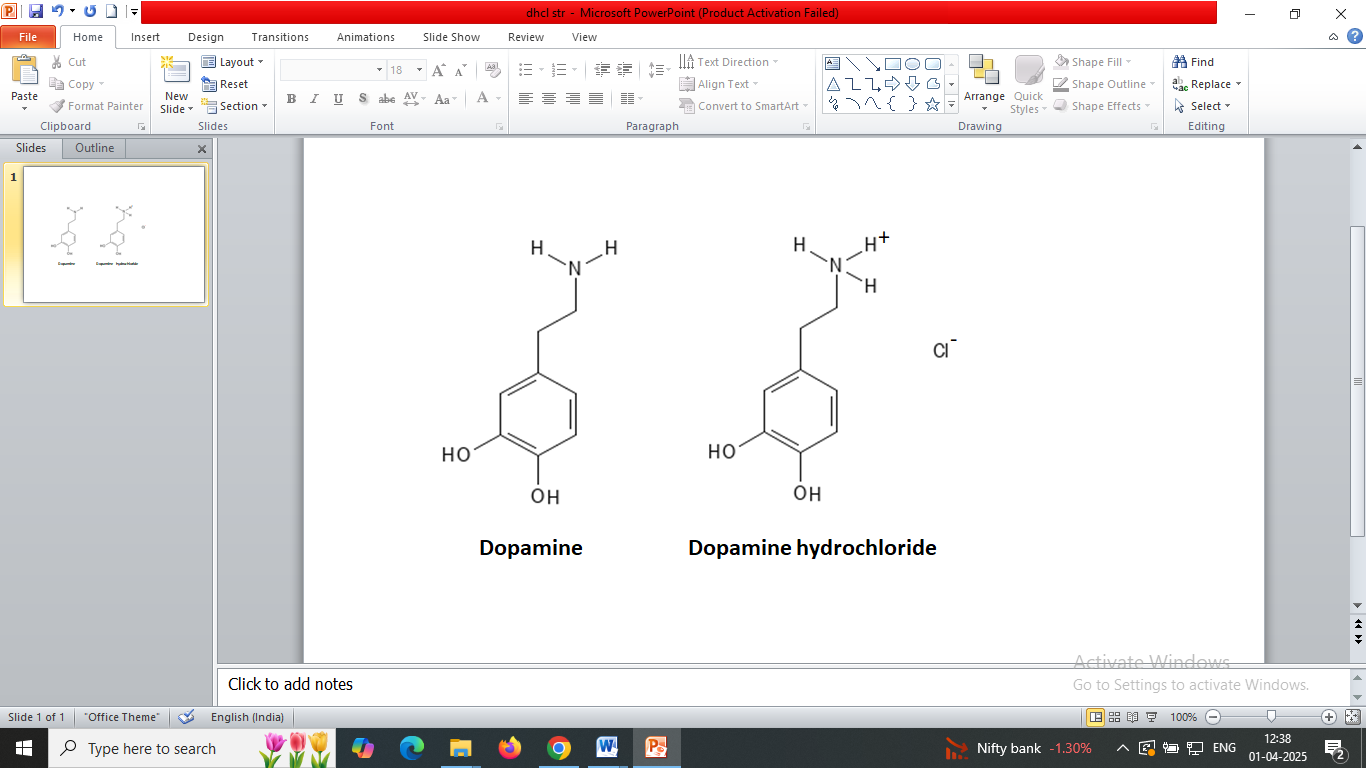 dhcl str - Microsoft PowerPoint (Product Activation Failed)
File Home Insert Design Transitions Animations Slide Show Review View
Paste
Cut
Copy
Format Painter
Clipboard
New Slide
Layout
Reset
Section
Slides
18
B I U S abc AV Aa A
Font
Text Direction
Align Text
Convert to SmartArt
Paragraph
Arrange
Quick Styles
Shape Fill
Shape Outline
Shape Effects
Drawing
Find
Replace
Select
Editing
Slides Outline
1
H H
N
HO
OH
Dopamine
H H+
N
H
Cl-
HO
OH
Dopamine hydrochloride
Click to add notes
Activate Windows
Go to Settings to activate Windows.
Slide 1 of 1 "Office Theme" English (India) 100%
Type here to search
Nifty bank -1.30% ENG 12:38
01-04-2025
2